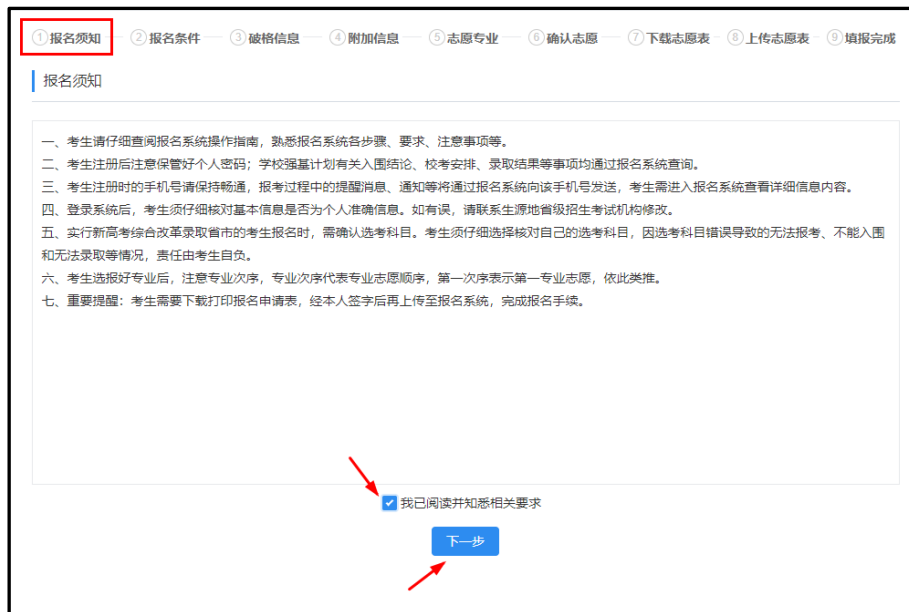 ①报名须知 ②报名条件 ③破格信息 ④附加信息 ⑤志愿专业 ⑥确认志愿 ⑦下载志愿表 ⑧上传志愿表 ⑨填报完成
报名须知
一、考生请仔细查阅报名系统操作指南，熟悉报名系统各步骤、要求、注意事项等。
二、考生注册后注意保管好个人密码；学校强基计划有关入围结论、校考安排、录取结果等事项均通过报名系统查询。
三、考生注册时的手机号请保持畅通，报考过程中的提醒消息、通知等将通过报名系统向该手机号发送，考生需进入报名系统查看详细信息内容。
四、登录系统后，考生须仔细核对基本信息是否为个人准确信息。如有误，请联系生源地省级招生考试机构修改。
五、实行新高考综合改革录取省市的考生报名时，需确认选考科目。考生须仔细选择核对自己的选考科目，因选考科目错误导致的无法报考、不能入围
和无法录取等情况，责任由考生自负。
六、考生选报好专业后，注意专业次序，专业次序代表专业志愿顺序，第一次序表示第一专业志愿，依此类推。
七、重要提醒：考生需要下载打印报名申请表，经本人签字后再上传至报名系统，完成报名手续。
我已阅读并知悉相关要求
下一步